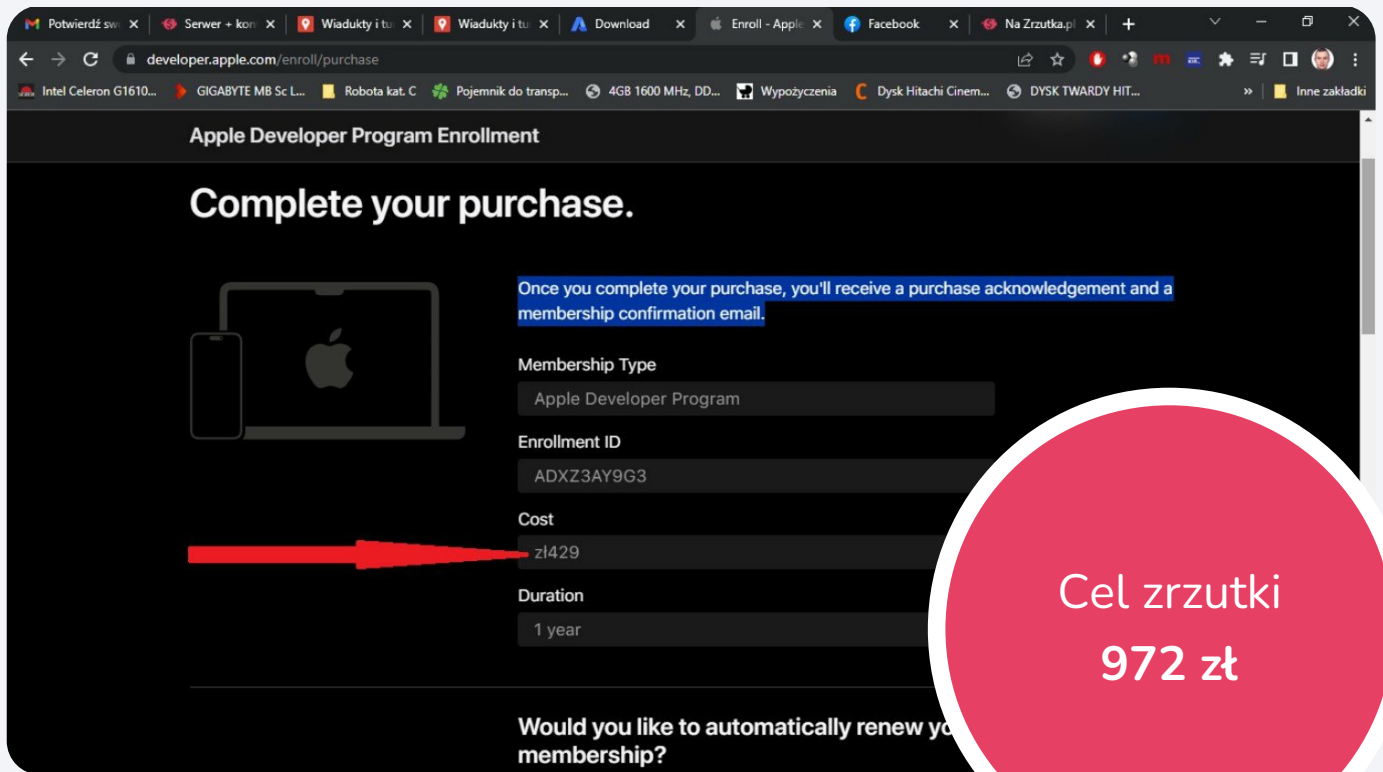 Potwierdź sw
Serwer + kon
Wiadukty i tu
Wiadukty i tu
Download
Enroll - Apple
Facebook
Na Zrzutka.pl
developer.apple.com/enroll/purchase
Intel Celeron G1610...
GIGABYTE MB Sc L...
Robota kat. C
Pojemnik do transp...
4GB 1600 MHz, DD...
Wypożyczenia
Dysk Hitachi Cinem...
DYSK TWARDY HIT...
»
Inne zakładki
Apple Developer Program Enrollment
Complete your purchase.
Once you complete your purchase, you'll receive a purchase acknowledgement and a
membership confirmation email.
Membership Type
Apple Developer Program
Enrollment ID
ADXZ3AY9G3
Cost
zł429
Duration
1 year
Would you like to automatically renew yo
membership?
Cel zrzutki
972 zł